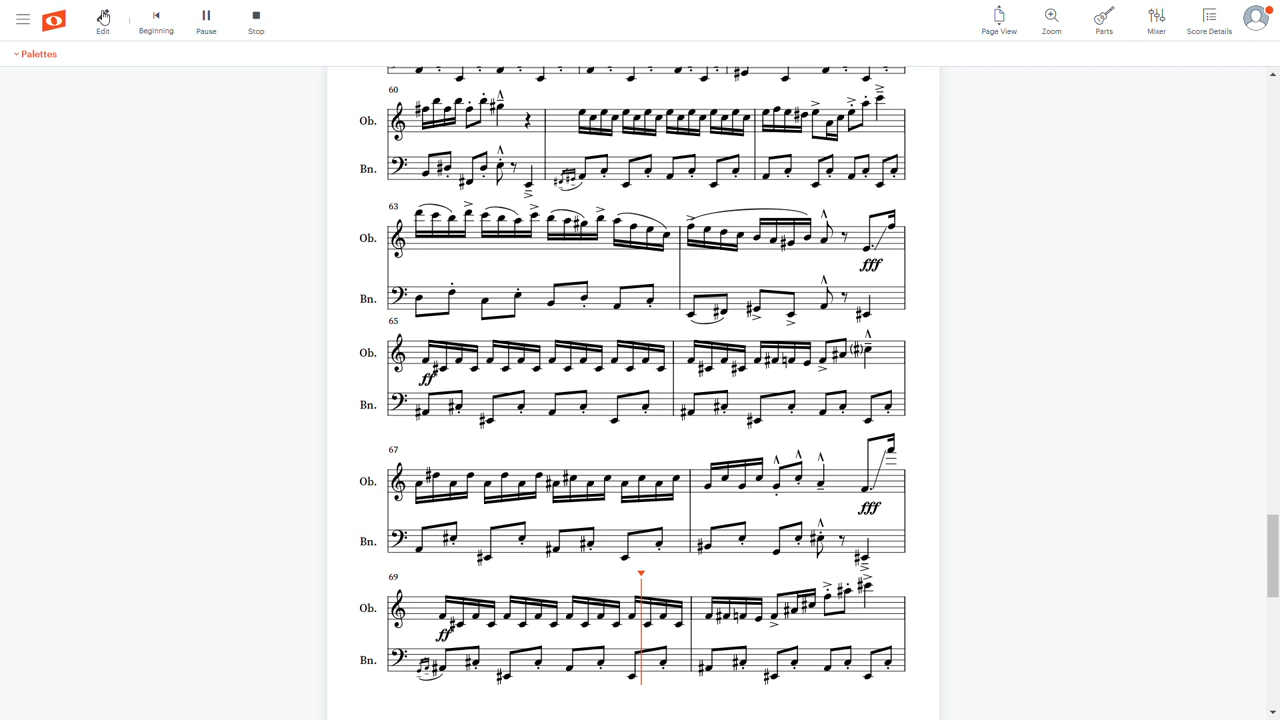 Edit
Beginning
Pause
Stop
Page View
Zoom
Parts
Mixer
Score Details
Palettes
60
Ob.
Bn.
63
Ob.
fff
Bn.
65
Ob.
ff
Bn.
67
Ob.
fff
Bn.
69
Ob.
ff
Bn.